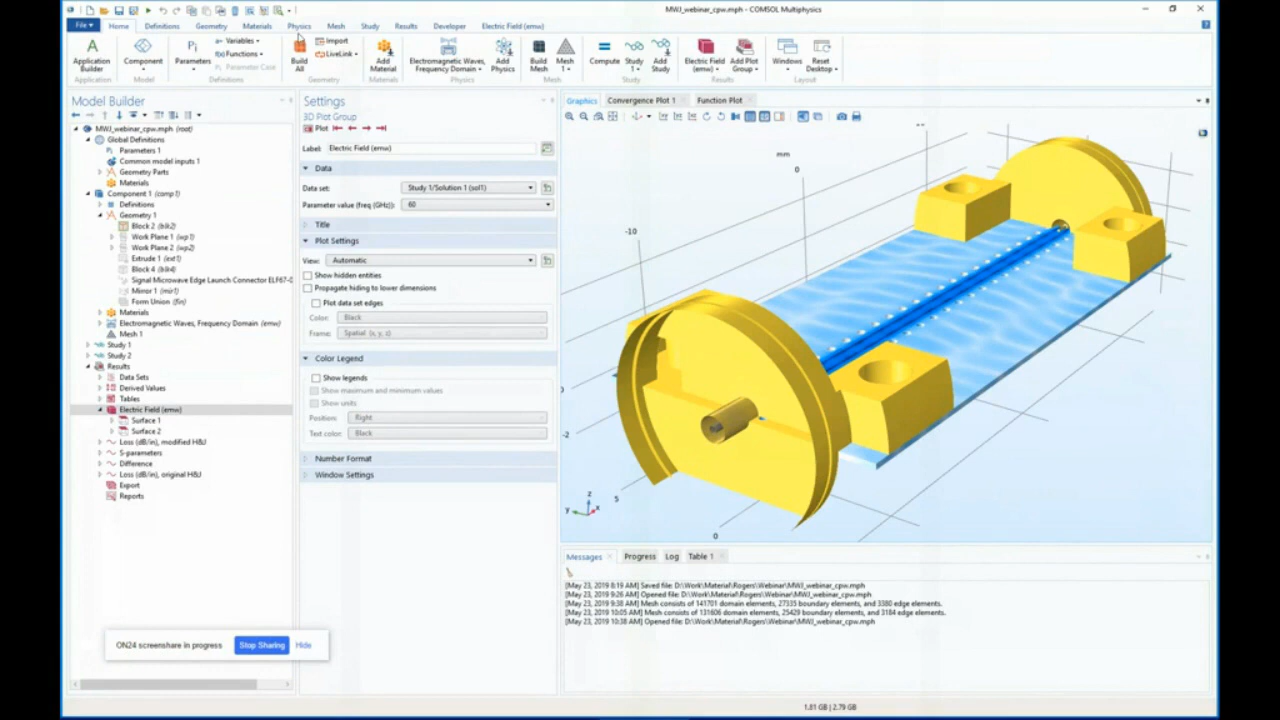 MWJ_webinar_cpw.mph - COMSOL Multiphysics
File Home Definitions Geometry Materials Physics Mesh Study Results Developer Electric Field (emw)
Application Builder
Component
Parameters
Variables
Functions
Parameter Case
Build All
Import
LiveLink
Add Material
Electromagnetic Waves, Frequency Domain
Add Physics
Build Mesh
Mesh 1
Compute
Study 1
Add Study
Electric Field (emw)
Add Plot Group
Windows
Reset Desktop
Application Model Definitions Geometry Materials Physics Mesh Study Results Layout
Model Builder
MWJ_webinar_cpw.mph (root)
Global Definitions
Parameters 1
Common model inputs 1
Geometry Parts
Materials
Component 1 (comp1)
Definitions
Geometry 1
Block 2 (blk2)
Work Plane 1 (wp1)
Work Plane 2 (wp2)
Extrude 1 (ext1)
Block 4 (blk4)
Signal Microwave Edge Launch Connector ELF67-0
Mirror 1 (mir1)
Form Union (fin)
Materials
Electromagnetic Waves, Frequency Domain (emw)
Mesh 1
Study 1
Study 2
Results
Data Sets
Derived Values
Tables
Electric Field (emw)
Surface 1
Surface 2
Loss (dB/in), modified H&J
S-parameters
Difference
Loss (dB/in), original H&J
Export
Reports
ON24 screenshare in progress Stop Sharing Hide
Settings
3D Plot Group
Plot
Label: Electric Field (emw)
Data
Data set: Study 1/Solution 1 (sol1)
Parameter value (freq (GHz)): 60
Title
Plot Settings
View: Automatic
Show hidden entities
Propagate hiding to lower dimensions
Plot data set edges
Color: Black
Frame: Spatial (x, y, z)
Color Legend
Show legends
Show maximum and minimum values
Show units
Position: Right
Text color: Black
Number Format
Window Settings
Graphics Convergence Plot 1 Function Plot
mm
0
-10
0
-2
5
0
z
y
x
Messages Progress Log Table 1
[May 23, 2019 8:19 AM] Saved file: D:\Work\Material\Rogers\Webinar\MWJ_webinar_cpw.mph
[May 23, 2019 9:26 AM] Opened file: D:\Work\Material\Rogers\Webinar\MWJ_webinar_cpw.mph
[May 23, 2019 9:38 AM] Mesh consists of 141701 domain elements, 27335 boundary elements, and 3380 edge elements.
[May 23, 2019 10:05 AM] Mesh consists of 131606 domain elements, 25429 boundary elements, and 3184 edge elements.
[May 23, 2019 10:38 AM] Opened file: D:\Work\Material\Rogers\Webinar\MWJ_webinar_cpw.mph
1.81 GB | 2.79 GB